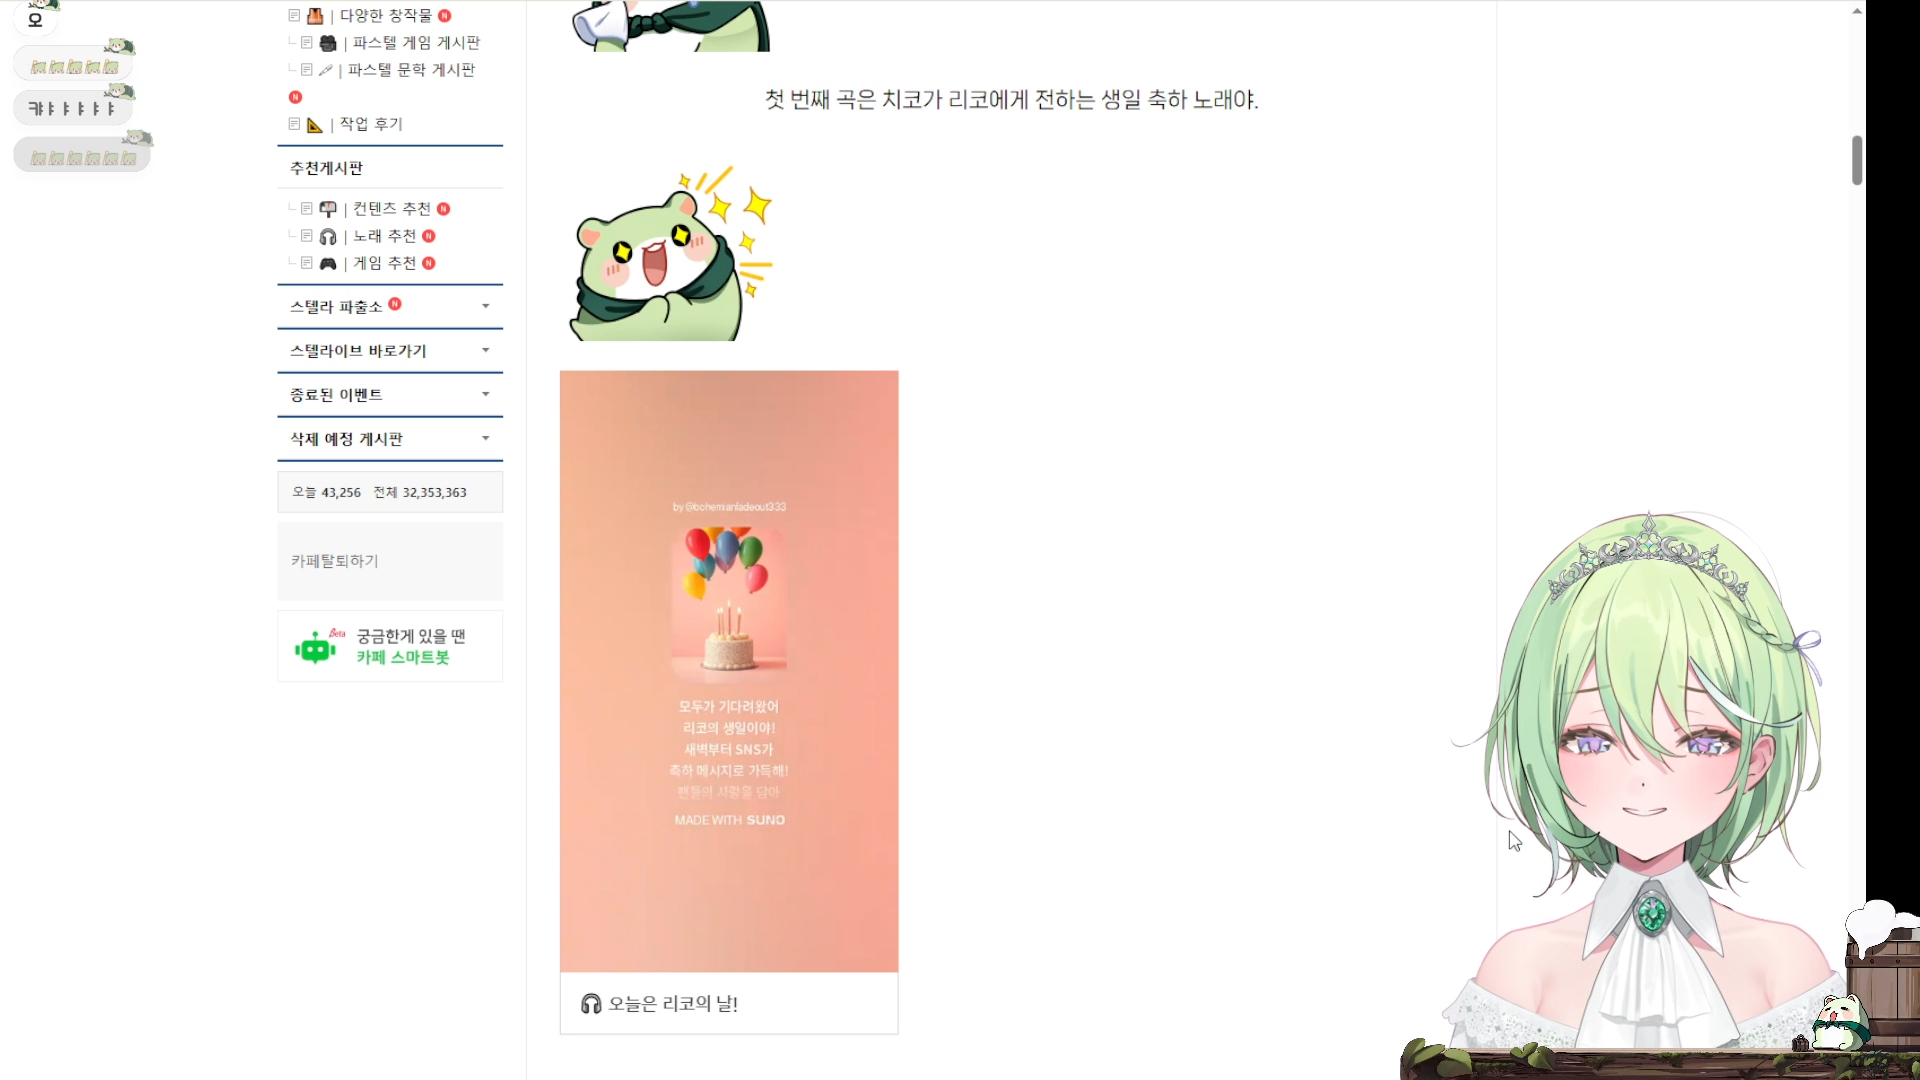 오
캬ㅑㅑㅑㅑㅑ
| 다양한 창작물 N
| 파스텔 게임 게시판
| 파스텔 문학 게시판
N
| 작업 후기
추천게시판
| 컨텐츠 추천 N
| 노래 추천 N
| 게임 추천 N
스텔라 파출소 N
스텔라이브 바로가기
종료된 이벤트
삭제 예정 게시판
오늘 43,256 전체 32,353,363
카페탈퇴하기
Beta
궁금한게 있을 땐
카페 스마트봇
첫 번째 곡은 치코가 리코에게 전하는 생일 축하 노래야.
by @bohemianfadeout333
모두가 기다려왔어
리코의 생일이야!
새벽부터 SNS가
축하 메시지로 가득해!
팬들의 사랑을 담아
MADE WITH SUNO
오늘은 리코의 날!